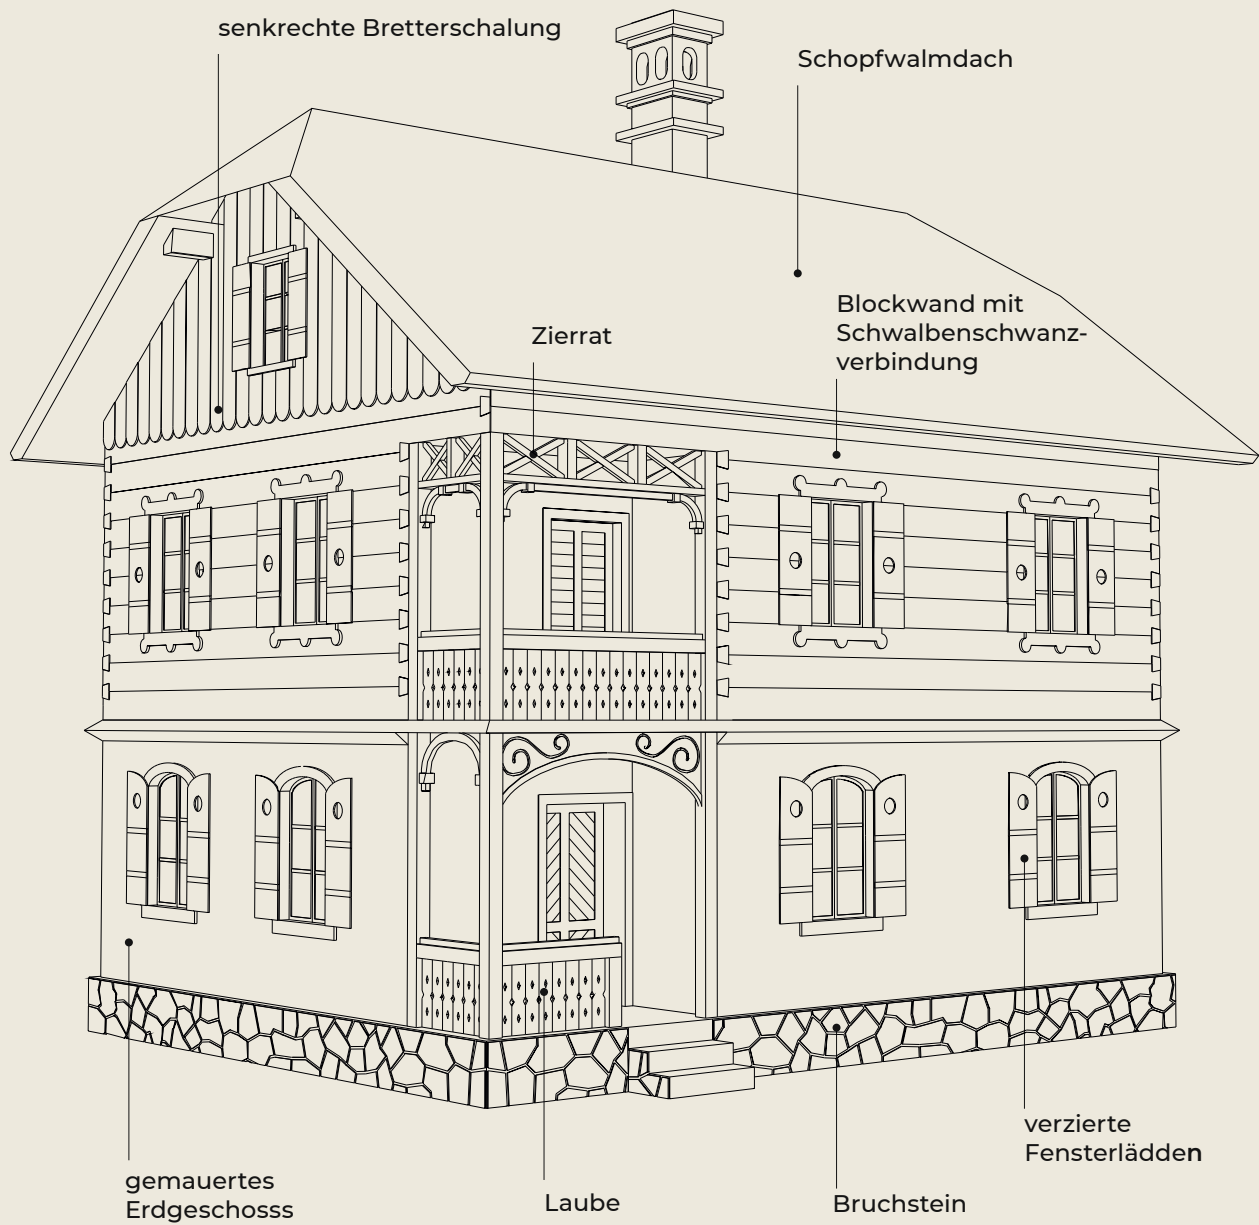 senkrechte Bretterschalung
Schopfwalmdach
Blockwand mit
Schwalbenschwanz-
verbindung
Zierrat
verzierte
Fensterlädden
gemauertes
Erdgeschosss
Laube
Bruchstein